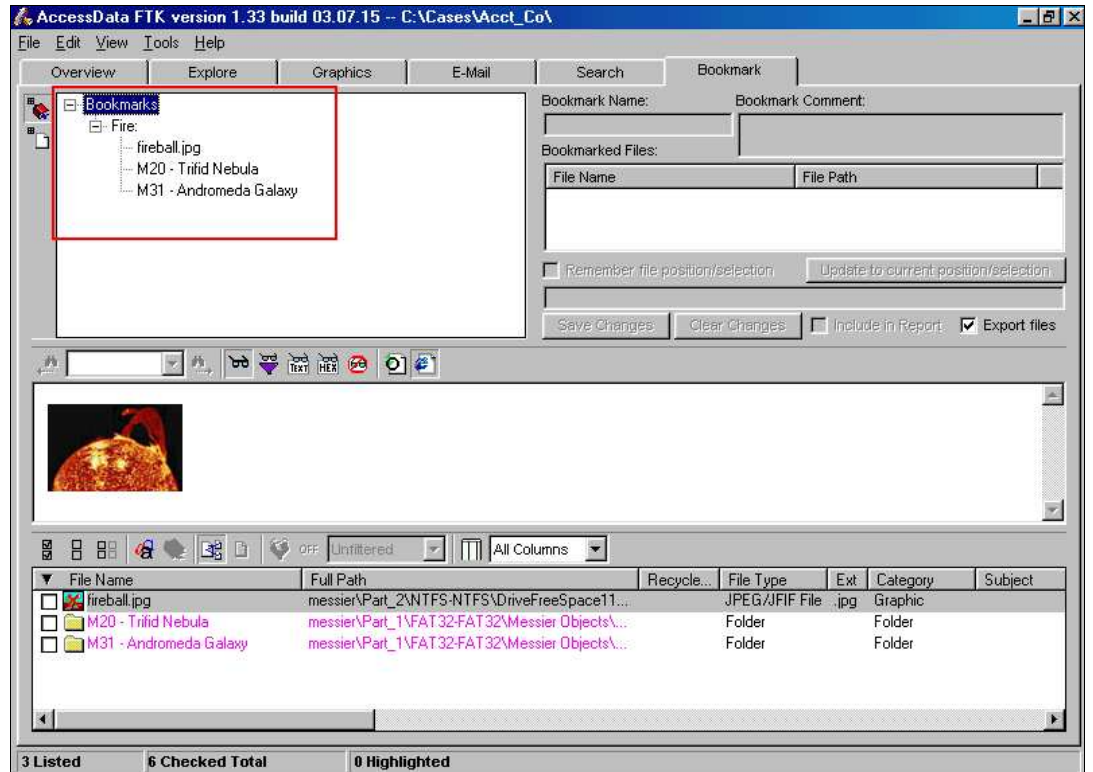 AccessData FTK version 1.33 build 03.07.15 -- C:\Cases\Acct_Co\
File Edit View Tools Help
Overview Explore Graphics E-Mail Search Bookmark
Bookmarks
Fire:
fireball.jpg
M20 - Trifid Nebula
M31 - Andromeda Galaxy
Bookmark Name: Bookmark Comment:
Bookmarked Files:
File Name File Path
Remember file position/selection Update to current position/selection
Save Changes Clear Changes Include in Report Export files
TEXT HEX
OFF Unfiltered All Columns
File Name Full Path Recycle... File Type Ext Category Subject
fireball.jpg messier\Part_2\NTFS-NTFS\DriveFreeSpace11... JPEG/JFIF File .jpg Graphic
M20 - Trifid Nebula messier\Part_1\FAT32-FAT32\Messier Objects\... Folder Folder
M31 - Andromeda Galaxy messier\Part_1\FAT32-FAT32\Messier Objects\... Folder Folder
3 Listed 6 Checked Total 0 Highlighted